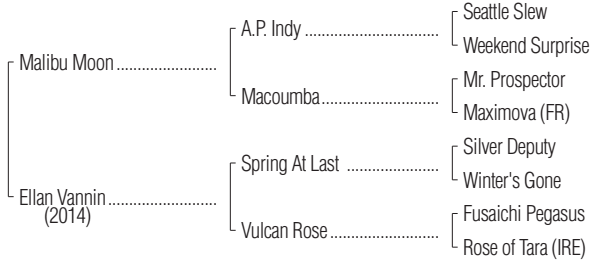 Seattle Slew
A.P. Indy ........................
Weekend Surprise
Malibu Moon ........................
Mr. Prospector
Macoumba ........................
Maximova (FR)
Silver Deputy
Spring At Last ........................
Winter's Gone
Ellan Vannin ........................
(2014)
Fusaichi Pegasus
Vulcan Rose ........................
Rose of Tara (IRE)